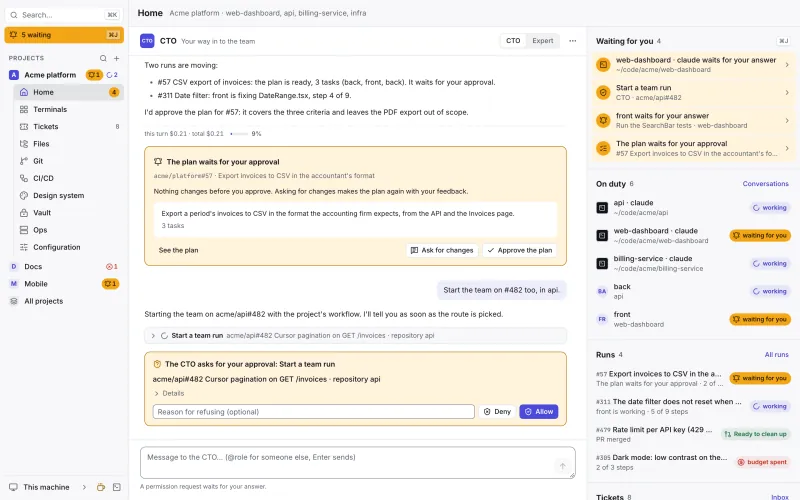 Search...
⌘K
5 waiting
⌘J
PROJECTS
A
Acme platform
1
2
Home
4
Terminals
Tickets
8
Files
Git
CI/CD
Design system
Vault
Ops
Configuration
D
Docs
1
M
Mobile
1
All projects
This machine
Home
Acme platform · web-dashboard, api, billing-service, infra
CTO
CTO
Your way in to the team
CTO
Expert
Two runs are moving:
• #57 CSV export of invoices: the plan is ready, 3 tasks (back, front, back). It waits for your approval.
• #311 Date filter: front is fixing DateRange.tsx, step 4 of 9.
I'd approve the plan for #57: it covers the three criteria and leaves the PDF export out of scope.
this turn $0.21 · total $0.21
9%
The plan waits for your approval
acme/platform#57 · Export invoices to CSV in the accountant's format
Nothing changes before you approve. Asking for changes makes the plan again with your feedback.
Export a period's invoices to CSV in the format the accounting firm expects, from the API and the Invoices page.
3 tasks
See the plan
Ask for changes
Approve the plan
Start the team on #482 too, in api.
Starting the team on acme/api#482 with the project's workflow. I'll tell you as soon as the route is picked.
Start a team run acme/api#482 Cursor pagination on GET /invoices · repository api
The CTO asks for your approval: Start a team run
acme/api#482 Cursor pagination on GET /invoices · repository api
Details
Reason for refusing (optional)
Deny
Allow
Message to the CTO... (@role for someone else, Enter sends)
A permission request waits for your answer.
Waiting for you 4
⌘J
web-dashboard · claude waits for your answer
~/code/acme/web-dashboard
Start a team run
CTO · acme/api#482
front waits for your answer
Run the SearchBar tests · web-dashboard
The plan waits for your approval
#57 Export invoices to CSV in the accountant's fo...
On duty 6
Conversations
api · claude
~/code/acme/api
working
web-dashboard · claude
~/code/acme/web-dashboard
waiting for you
billing-service · claude
~/code/acme/billing-service
working
BA
back
api
working
FR
front
web-dashboard
waiting for you
Runs 4
All runs
#57 Export invoices to CSV in the a...
The plan waits for your approval · 2 of ...
waiting for you
#311 The date filter does not reset when ...
front is working · 5 of 9 steps
working
#479 Rate limit per API key (429 ...
PR merged
Ready to clean up
#305 Dark mode: low contrast on the...
2 of 3 steps
budget spent
Tickets 8
Inbox